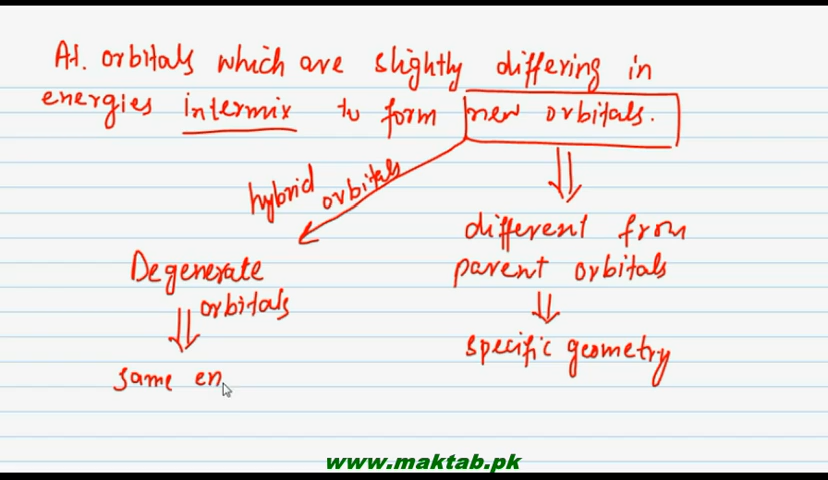 At. orbitals which are slightly differing in
energies intermix to form new orbitals.
hybrid orbitals
Degenerate
orbitals
same en
different from
parent orbitals
specific geometry
www.maktab.pk